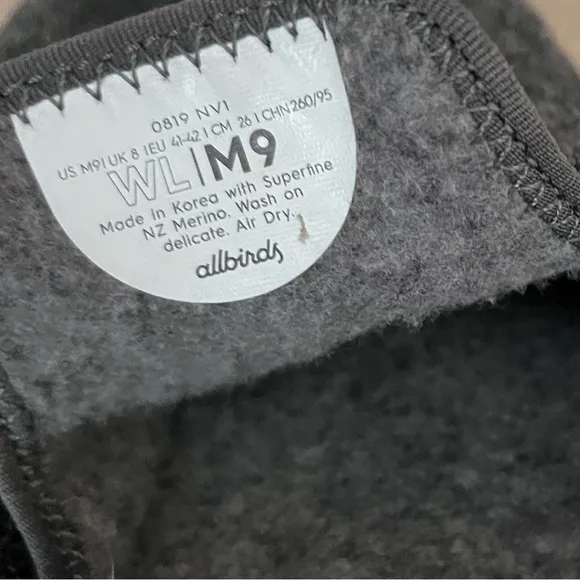 0819 NV1
US M9 | UK 8 | EU 41-42 | CM 26 | CHN 260/95
WL | M9
Made in Korea with Superfine
NZ Merino. Wash on
delicate. Air Dry.
allbirds